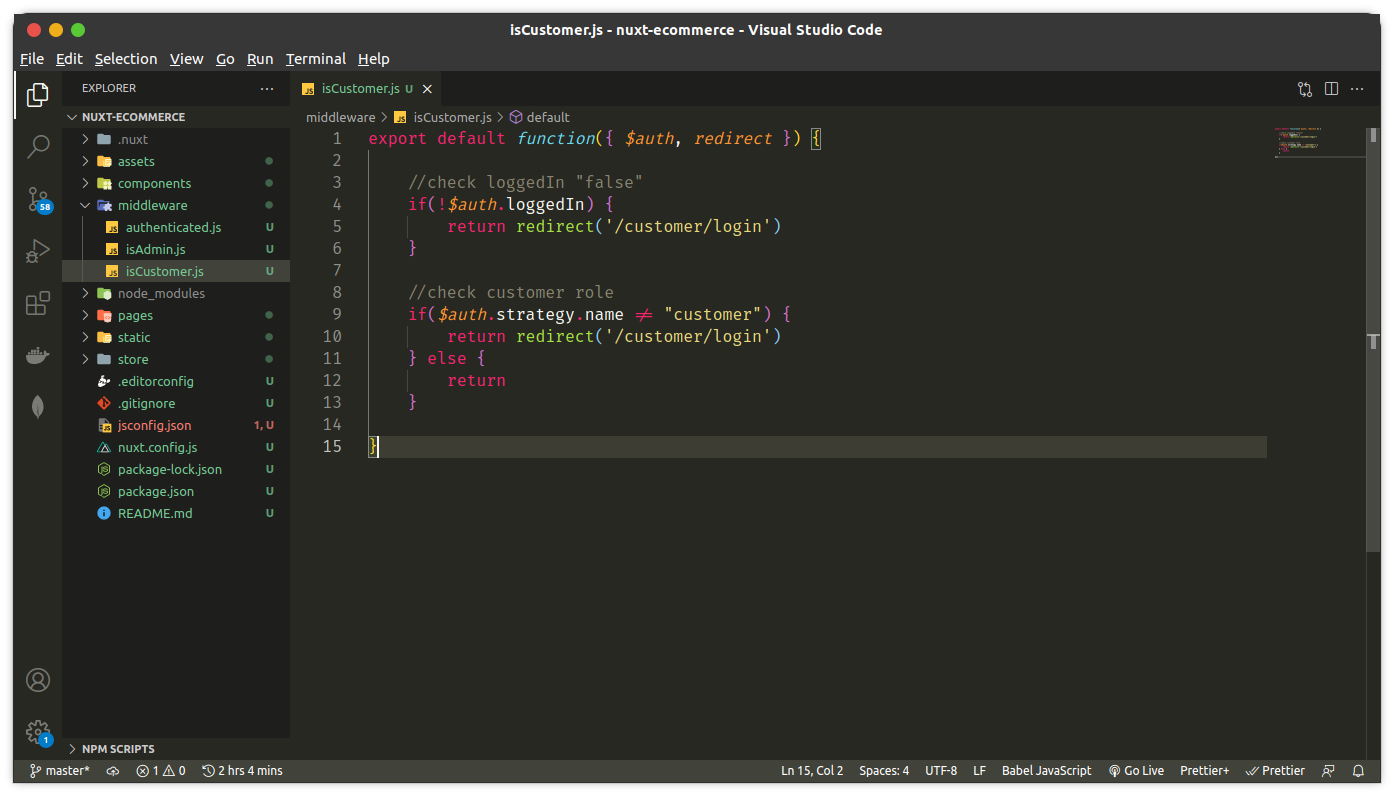 isCustomer.js - nuxt-ecommerce - Visual Studio Code
File Edit Selection View Go Run Terminal Help
EXPLORER
NUXT-ECOMMERCE
.nuxt
assets
components
middleware
authenticated.js U
isAdmin.js U
isCustomer.js U
node_modules
pages
static
store
.editorconfig U
.gitignore U
jsconfig.json 1, U
nuxt.config.js U
package-lock.json U
package.json U
README.md U
NPM SCRIPTS
58
1
isCustomer.js U
middleware > isCustomer.js > default
1 export default function({ $auth, redirect }) {
2
3 //check loggedIn "false"
4 if(!$auth.loggedIn) {
5 return redirect('/customer/login')
6 }
7
8 //check customer role
9 if($auth.strategy.name ≠ "customer") {
10 return redirect('/customer/login')
11 } else {
12 return
13 }
14
15 }
master* 1 0 2 hrs 4 mins Ln 15, Col 2 Spaces: 4 UTF-8 LF Babel JavaScript Go Live Prettier+ Prettier